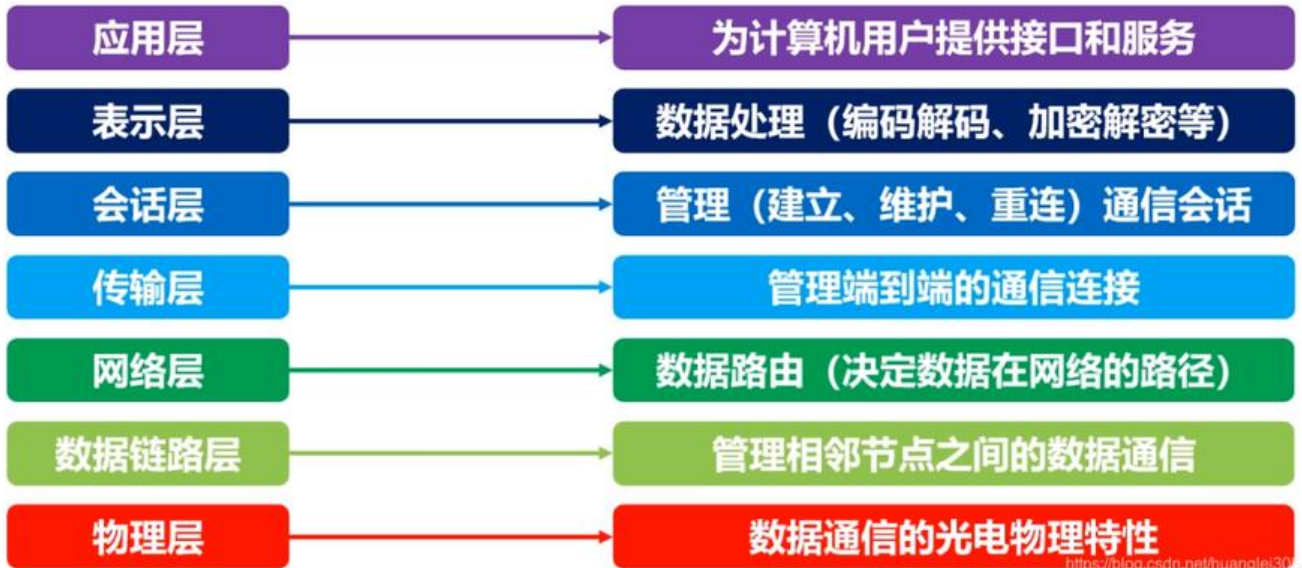 应用层 为计算机用户提供接口和服务
表示层 数据处理（编码解码、加密解密等）
会话层 管理（建立、维护、重连）通信会话
传输层 管理端到端的通信连接
网络层 数据路由（决定数据在网络的路径）
数据链路层 管理相邻节点之间的数据通信
物理层 数据通信的光电物理特性
https://blog.csdn.net/huanglei305